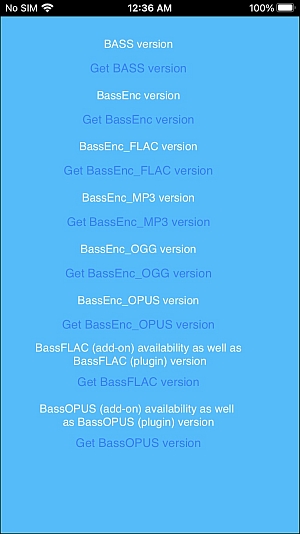 No SIM 12:36 AM 100%
BASS version
Get BASS version
BassEnc version
Get BassEnc version
BassEnc_FLAC version
Get BassEnc_FLAC version
BassEnc_MP3 version
Get BassEnc_MP3 version
BassEnc_OGG version
Get BassEnc_OGG version
BassEnc_OPUS version
Get BassEnc_OPUS version
BassFLAC (add-on) availability as well as
BassFLAC (plugin) version
Get BassFLAC version
BassOPUS (add-on) availability as well
as BassOPUS (plugin) version
Get BassOPUS version